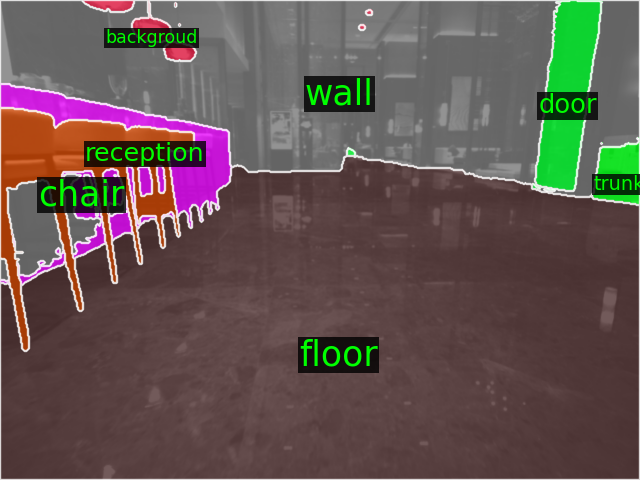 backgroud
wall
door
reception
chair
trunk
floor